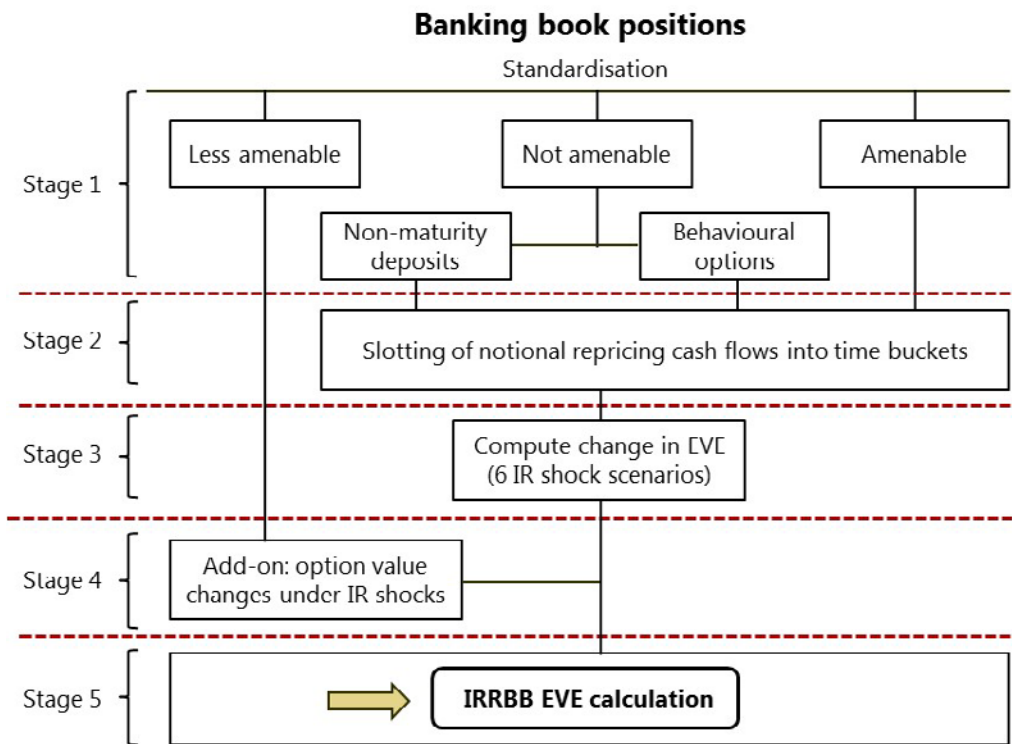 Banking book positions
Standardisation
Stage 1
Less amenable
Not amenable
Amenable
Non-maturity
deposits
Behavioural
options
Stage 2
Slotting of notional repricing cash flows into time buckets
Stage 3
Compute change in EVE
(6 IR shock scenarios)
Stage 4
Add-on: option value
changes under IR shocks
Stage 5
IRRBB EVE calculation